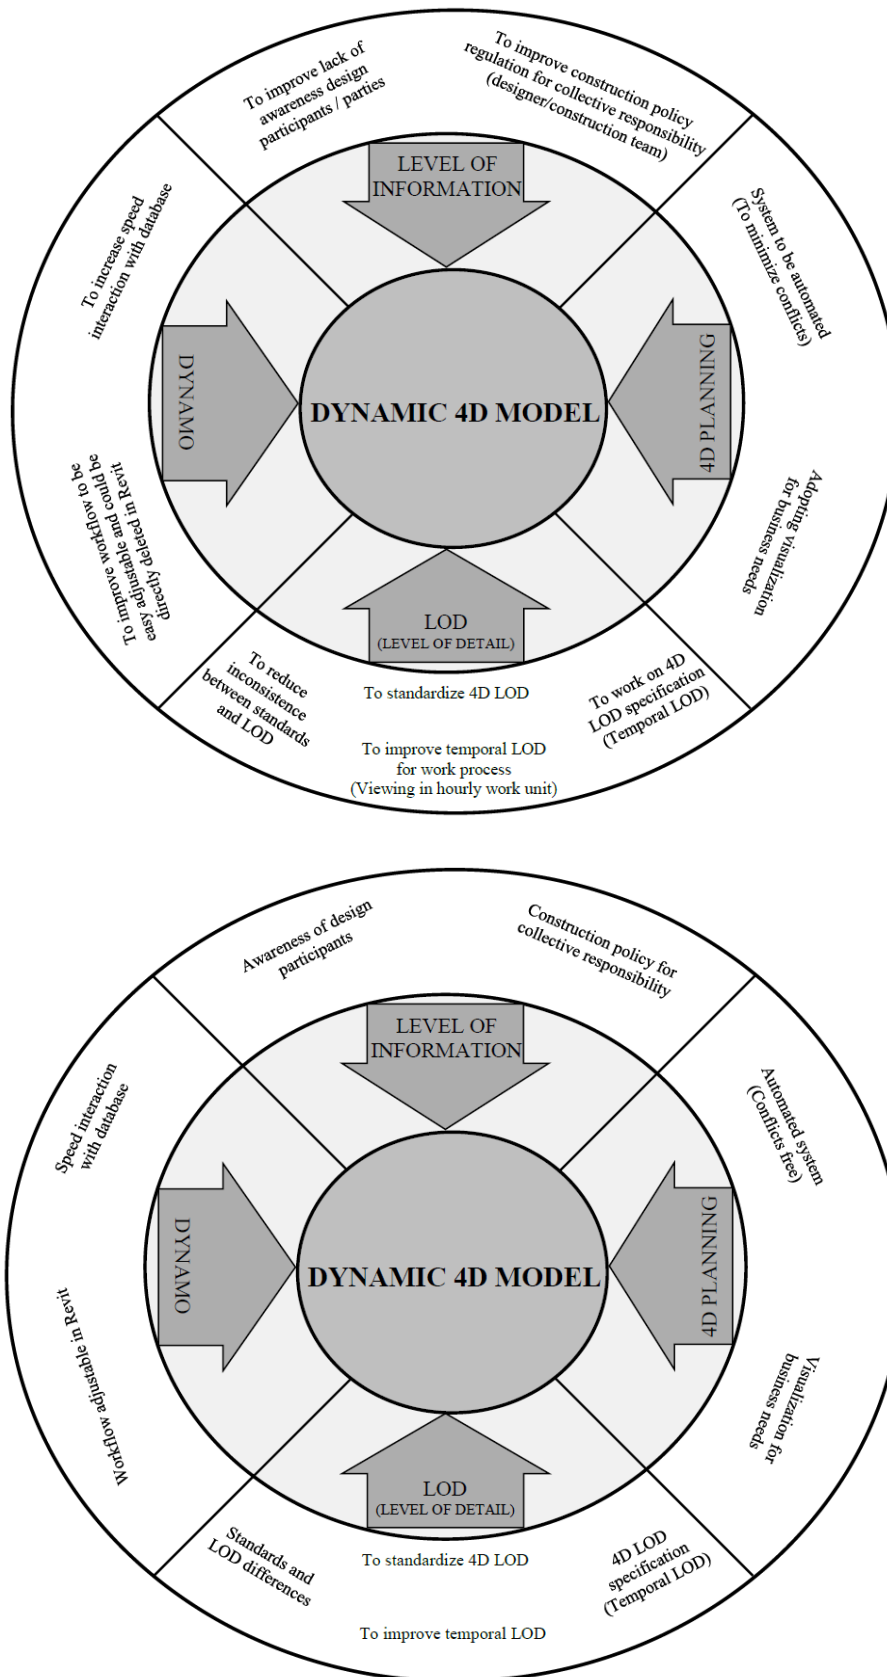 To improve lack of
awareness design
participants / parties
To improve construction policy
regulation for collective responsibility
(designer/construction team)
LEVEL OF
INFORMATION
To increase speed
interaction with database
System to be automated
(To minimize conflicts)
DYNAMO
DYNAMIC 4D MODEL
4D PLANNING
To improve workflow to be
easy adjustable and could be
directly deleted in Revit
Adopting visualization
for business needs
LOD
(LEVEL OF DETAIL)
To reduce
inconsistence
between standards
and LOD
To standardize 4D LOD
To work on 4D
LOD specification
(Temporal LOD)
To improve temporal LOD
for work process
(Viewing in hourly work unit)
Awareness of design
participants
Construction policy for
collective responsibility
LEVEL OF
INFORMATION
Speed interaction
with database
Automated system
(Conflicts free)
DYNAMO
DYNAMIC 4D MODEL
4D PLANNING
Workflow adjustable in Revit
Visualization for
business needs
LOD
(LEVEL OF DETAIL)
Standards and
LOD differences
To standardize 4D LOD
4D LOD
specification
(Temporal LOD)
To improve temporal LOD